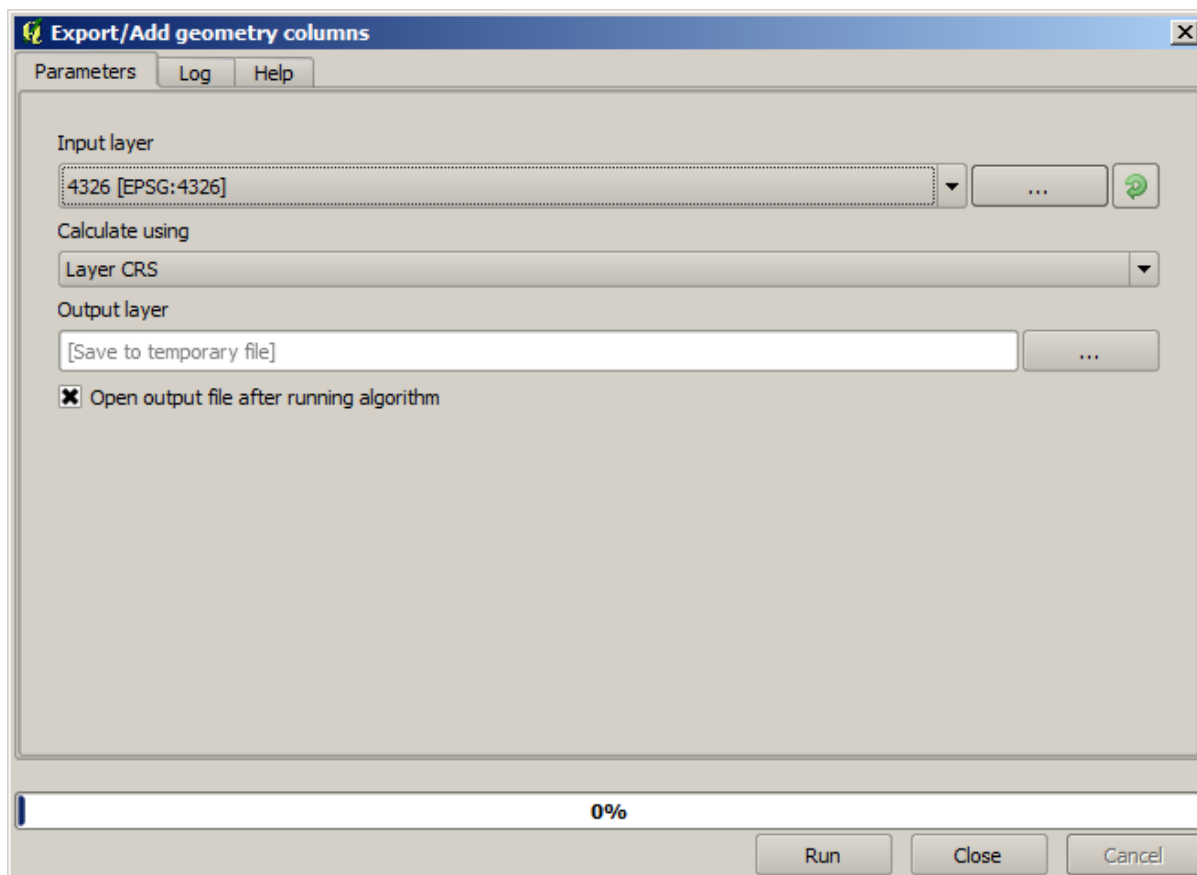 Export/Add geometry columns
Parameters Log Help
Input layer
4326 [EPSG:4326]
...
Calculate using
Layer CRS
Output layer
[Save to temporary file]
...
Open output file after running algorithm
0%
Run Close Cancel